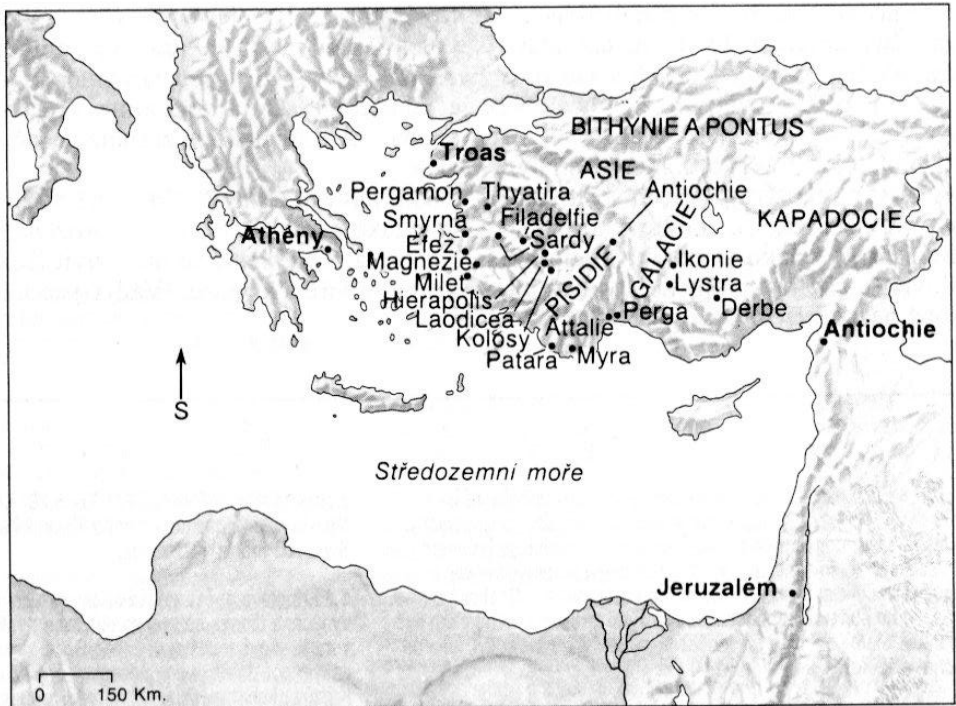 BITHYNIE A PONTUS
Troas
ASIE
Pergamon
Thyatira
Antiochie
Smyrna
Filadelfie
KAPADOCIE
Athény
Efez
Sardy
Magnezie
PISIDIE
GALACIE
Ikonie
Milet
Lystra
Hierapolis
Derbe
Laodicea
Attalie
Perga
Kolosy
Antiochie
Patara
Myra
S
Středozemní moře
Jeruzalém
0 150 Km.